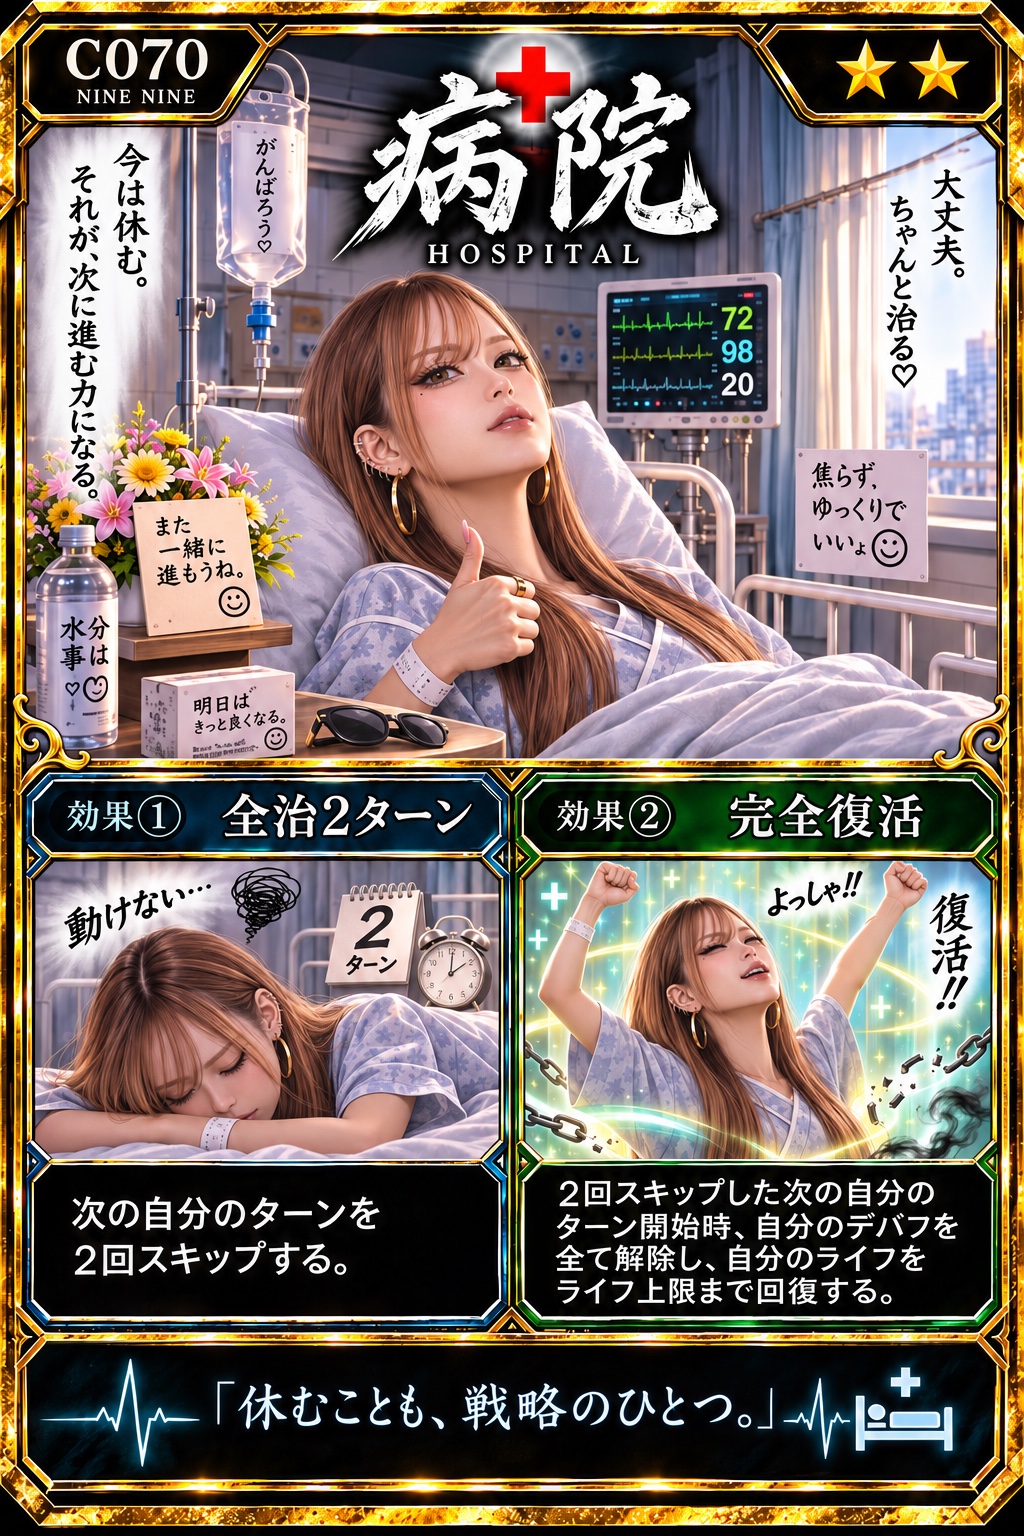 C070
NINE NINE
病院
HOSPITAL
今は休む。
それが、次に進む力になる。
がんばろう♡
大丈夫。
ちゃんと治る♡
72
98
20
焦らず、
ゆっくりで
いいょ
また
一緒に
進もうね。
水分は
事♡
明日は
きっと良くなる。
効果① 全治2ターン
動けない…
2
ターン
次の自分のターンを
2回スキップする。
効果② 完全復活
よっしゃ!!
復活!!
2回スキップした次の自分の
ターン開始時、自分のデバフを
全て解除し、自分のライフを
ライフ上限まで回復する。
「休むことも、戦略のひとつ。」